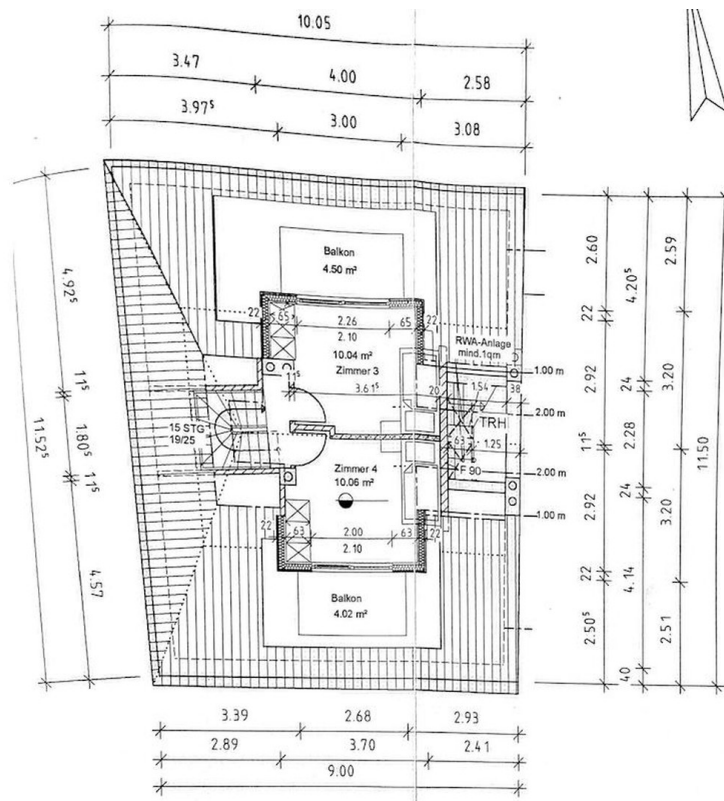 10.05
3.47 4.00 2.58
3.97⁵ 3.00 3.08
Balkon
4.50 m²
22 65 2.26 65 22
2.10
10.04 m²
Zimmer 3
3.61⁵
11⁵
20
RWA-Anlage
mind.1qm
1.00 m
1.54 38
2.00 m
TRH
63 1.25
F 90
2.00 m
1.00 m
15 STG
19/25
Zimmer 4
10.06 m²
22 63 2.00 63 22
2.10
Balkon
4.02 m²
4.92⁵
11⁵
1.80⁵
11⁵
4.57
11.52⁵
2.60
22
2.92
11⁵
2.92
22
2.50⁵
4.20⁵
24
2.28
24
4.14
40
2.59
3.20
3.20
2.51
11.50
3.39 2.68 2.93
2.89 3.70 2.41
9.00